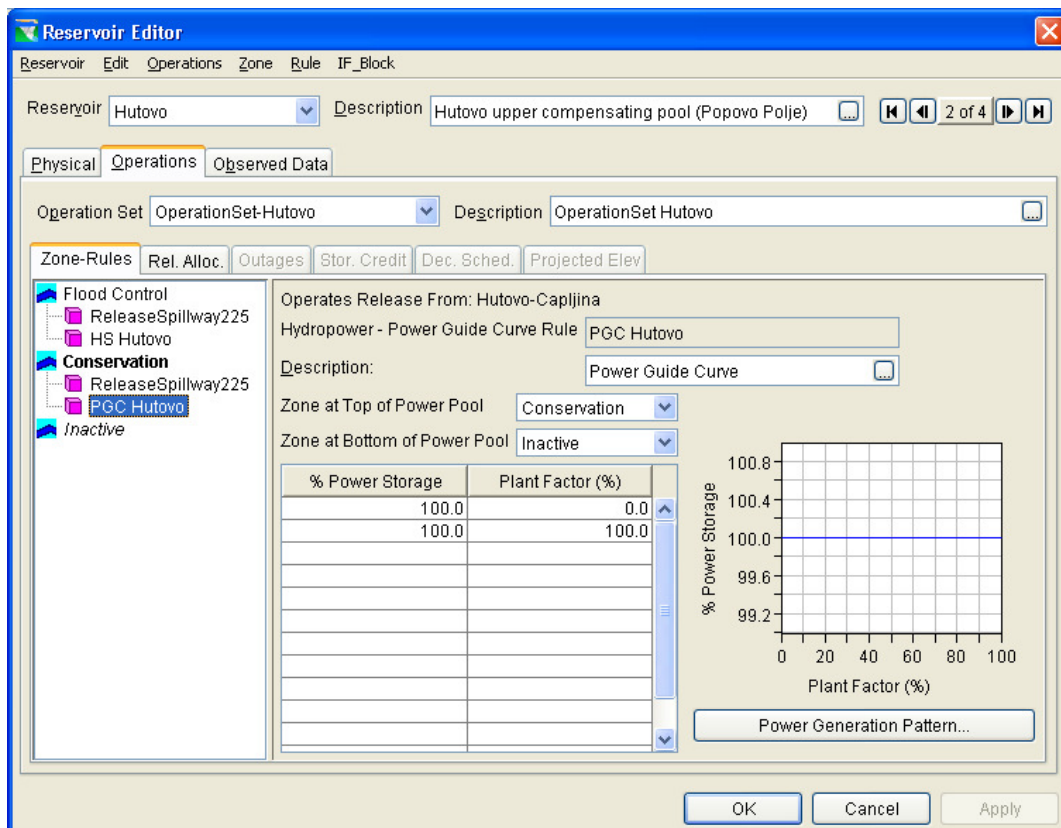 Reservoir Editor
Reservoir Edit Operations Zone Rule IF_Block
Reservoir Hutovo Description Hutovo upper compensating pool (Popovo Polje) ... 2 of 4
Physical Operations Observed Data
Operation Set OperationSet-Hutovo Description OperationSet Hutovo ...
Zone-Rules Rel. Alloc. Outages Stor. Credit Dec. Sched. Projected Elev
Flood Control
ReleaseSpillway225
HS Hutovo
Conservation
ReleaseSpillway225
PGC Hutovo
Inactive
Operates Release From: Hutovo-Capljina
Hydropower - Power Guide Curve Rule PGC Hutovo
Description: Power Guide Curve ...
Zone at Top of Power Pool Conservation
Zone at Bottom of Power Pool Inactive
% Power Storage Plant Factor (%)
100.0 0.0
100.0 100.0
% Power Storage
100.8
100.4
100.0
99.6
99.2
0 20 40 60 80 100
Plant Factor (%)
Power Generation Pattern...
OK Cancel Apply